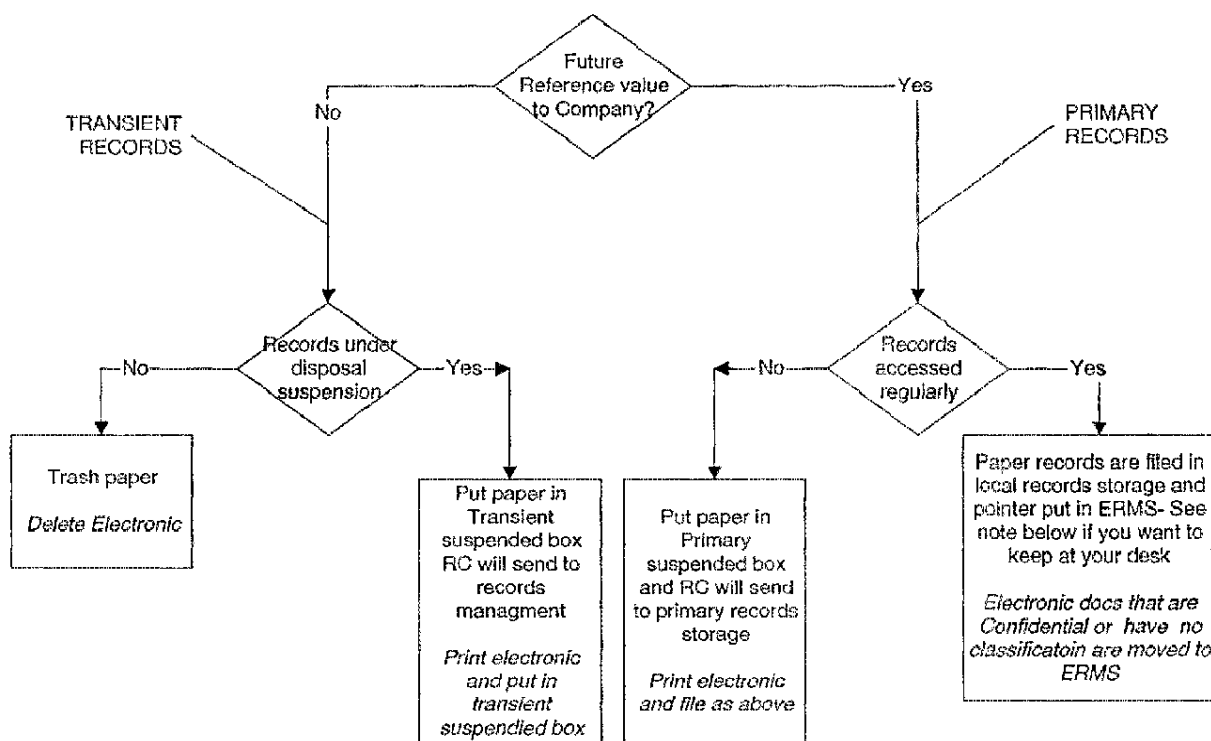 Future
Reference value
to Company?
No
Yes
TRANSIENT
RECORDS
PRIMARY
RECORDS
Records under
disposal
suspension
No
Yes
Records
accessed
regularly
No
Yes
Trash paper
Delete Electronic
Put paper in
Transient
suspended box
RC will send to
records
managment
Print electronic
and put in
transient
suspendied box
Put paper in
Primary
suspended box
and RC will send
to primary records
storage
Print electronic
and file as above
Paper records are filed in
local records storage and
pointer put in ERMS- See
note below if you want to
keep at your desk
Electronic docs that are
Confidential or have no
classificatoin are moved to
ERMS